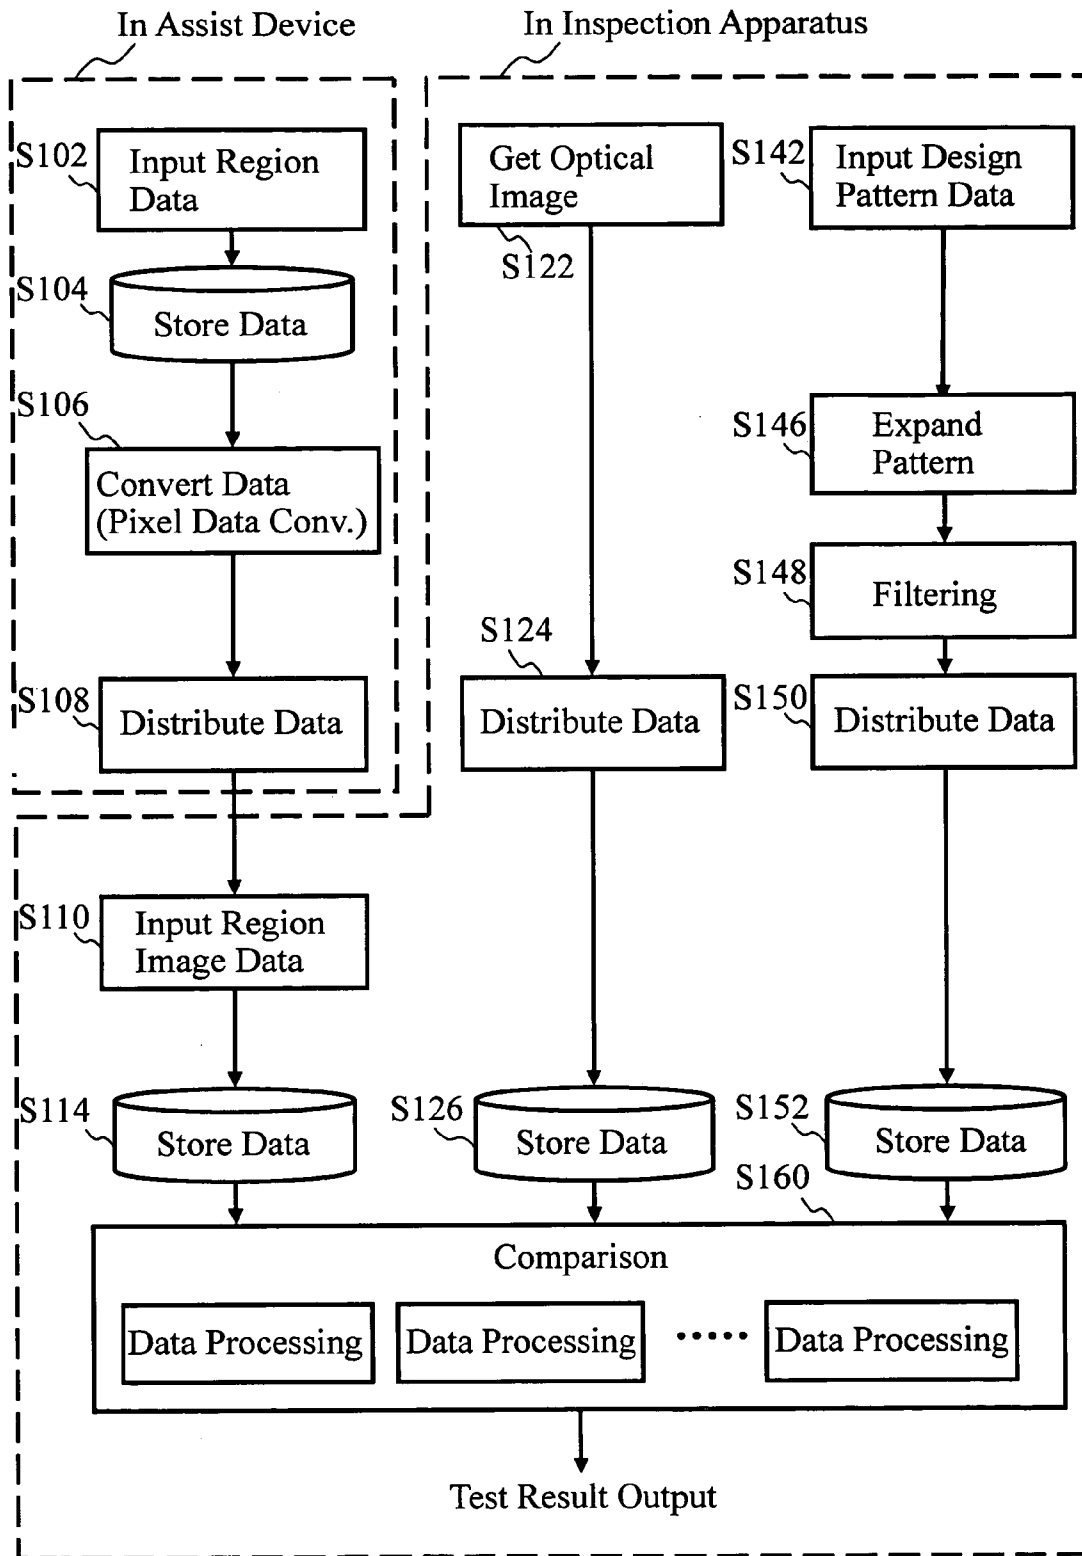 In Assist Device
In Inspection Apparatus
S102
Input Region
Data
S104
Store Data
S106
Convert Data
(Pixel Data Conv.)
S108
Distribute Data
S110
Input Region
Image Data
S114
Store Data
Get Optical
Image
S122
S124
Distribute Data
S126
Store Data
S142
Input Design
Pattern Data
S146
Expand
Pattern
S148
Filtering
S150
Distribute Data
S152
Store Data
S160
Comparison
Data Processing
Data Processing
·····
Data Processing
Test Result Output